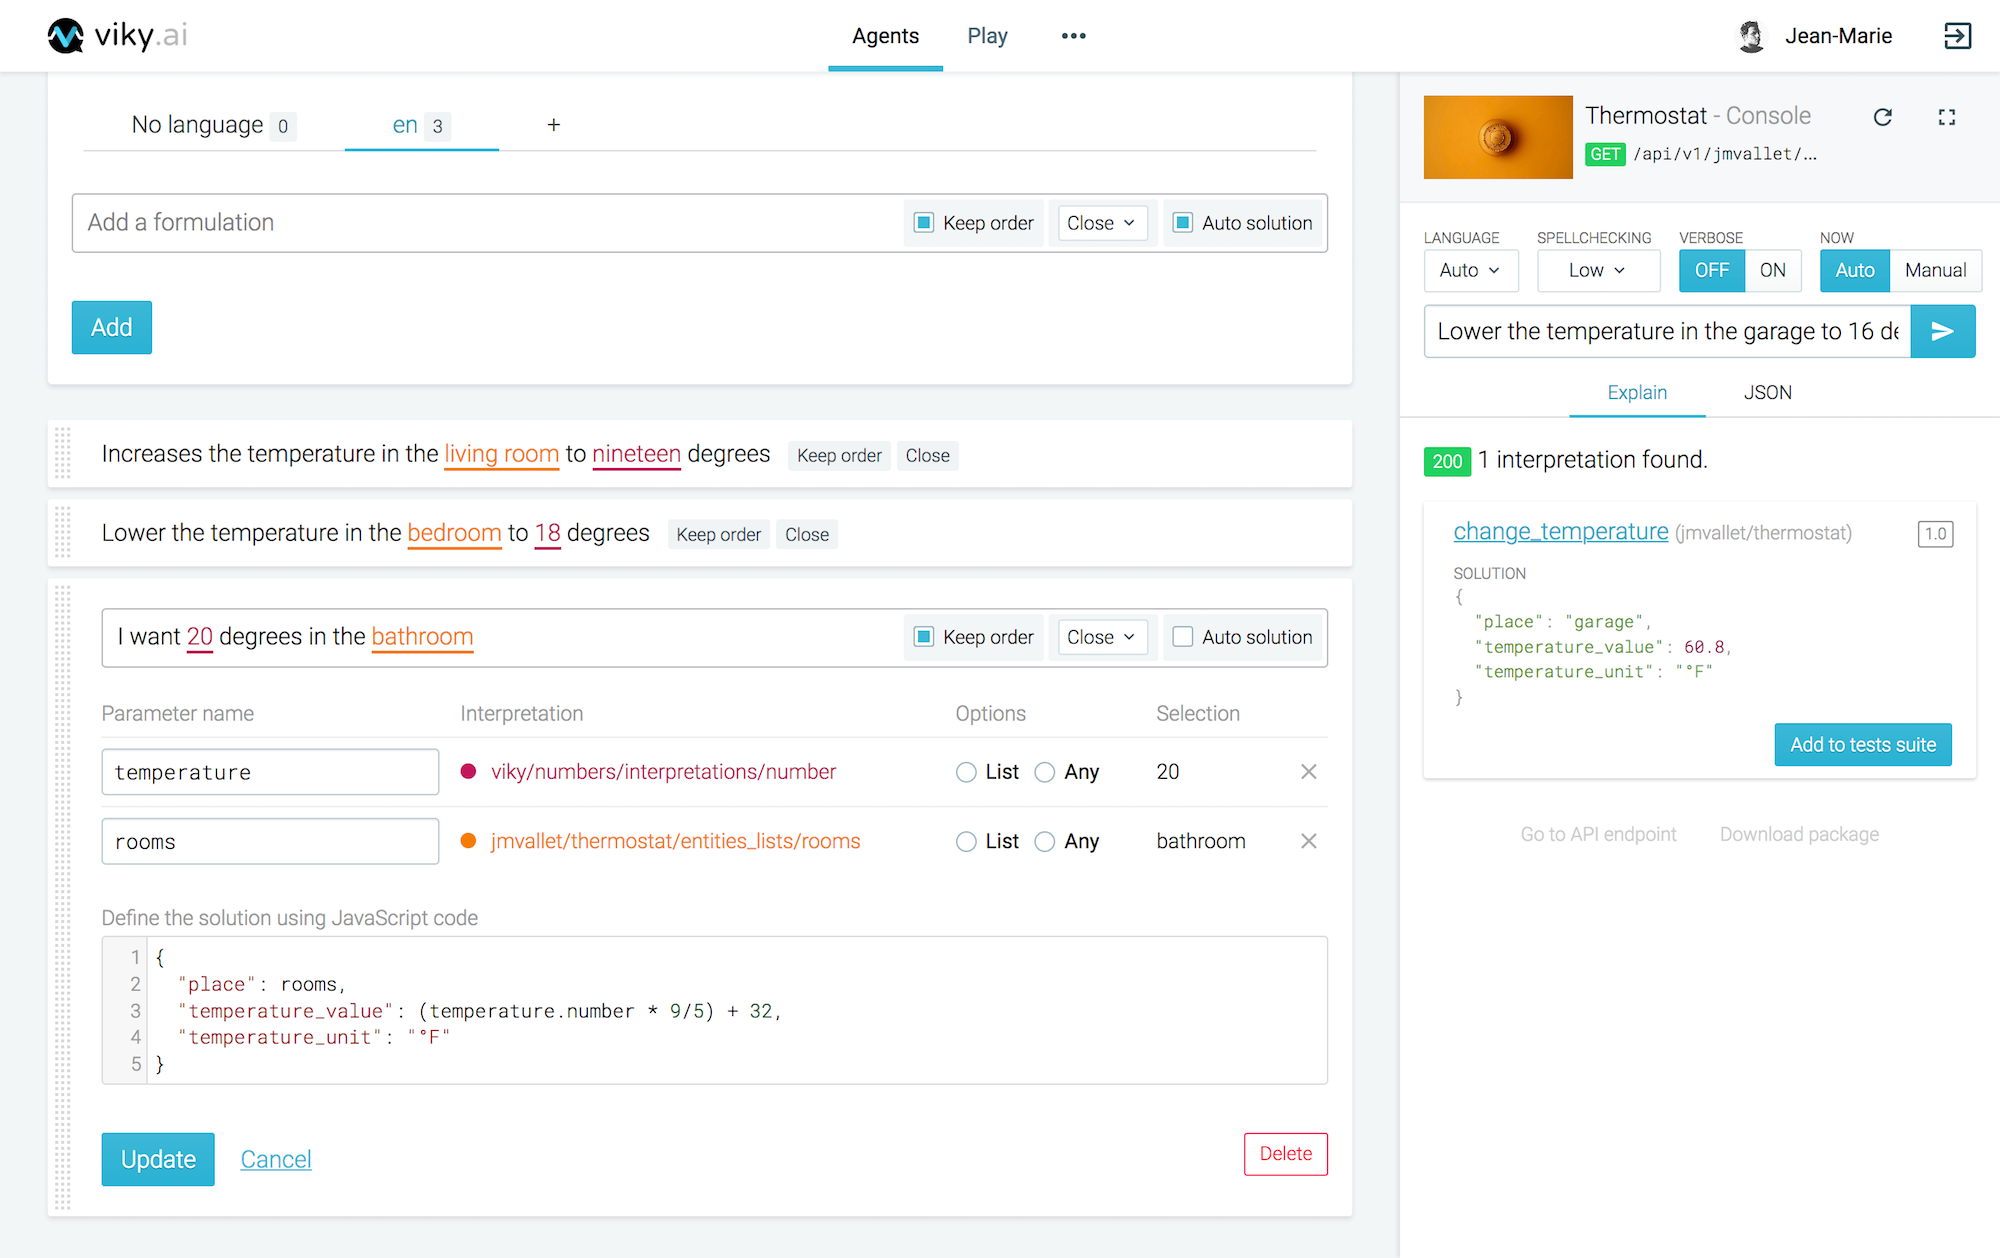 viky.ai
Agents Play •••
Jean-Marie
No language 0 en 3 +
Add a formulation Keep order Close Auto solution
Add
Increases the temperature in the living room to nineteen degrees Keep order Close
Lower the temperature in the bedroom to 18 degrees Keep order Close
I want 20 degrees in the bathroom Keep order Close Auto solution
Parameter name Interpretation Options Selection
temperature viky/numbers/interpretations/number List Any 20
rooms jmvallet/thermostat/entities_lists/rooms List Any bathroom
Define the solution using JavaScript code
1 {
2 "place": rooms,
3 "temperature_value": (temperature.number * 9/5) + 32,
4 "temperature_unit": "°F"
5 }
Update Cancel Delete
Thermostat - Console
GET /api/v1/jmvallet/...
LANGUAGE SPELLCHECKING VERBOSE NOW
Auto Low OFF ON Auto Manual
Lower the temperature in the garage to 16 de
Explain JSON
200 1 interpretation found.
change_temperature (jmvallet/thermostat) 1.0
SOLUTION
{
"place": "garage",
"temperature_value": 60.8,
"temperature_unit": "°F"
}
Add to tests suite
Go to API endpoint Download package